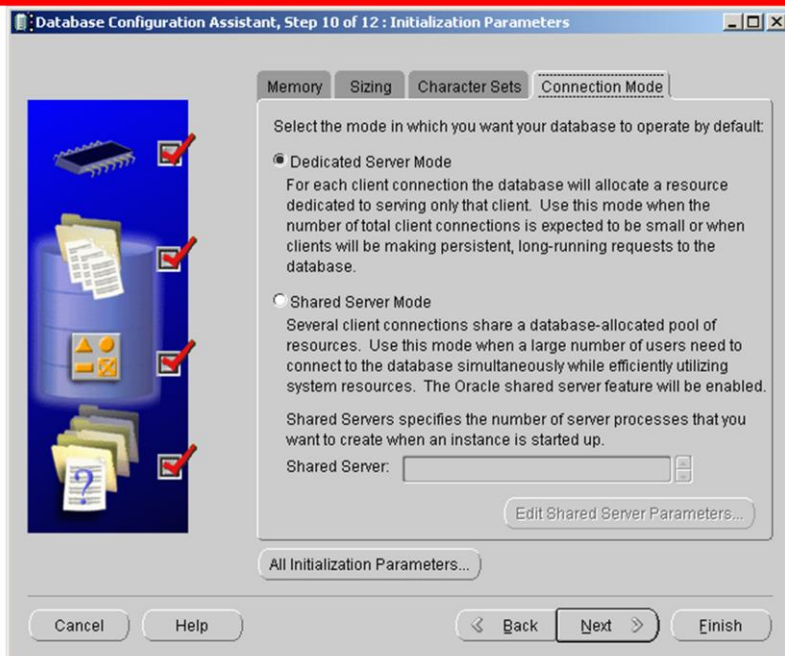 Database Configuration Assistant, Step 10 of 12 : Initialization Parameters
Memory Sizing Character Sets Connection Mode
Select the mode in which you want your database to operate by default:
Dedicated Server Mode
For each client connection the database will allocate a resource
dedicated to serving only that client. Use this mode when the
number of total client connections is expected to be small or when
clients will be making persistent, long-running requests to the
database.
Shared Server Mode
Several client connections share a database-allocated pool of
resources. Use this mode when a large number of users need to
connect to the database simultaneously while efficiently utilizing
system resources. The Oracle shared server feature will be enabled.
Shared Servers specifies the number of server processes that you
want to create when an instance is started up.
Shared Server:
Edit Shared Server Parameters...
?
All Initialization Parameters...
Cancel Help Back Next Finish